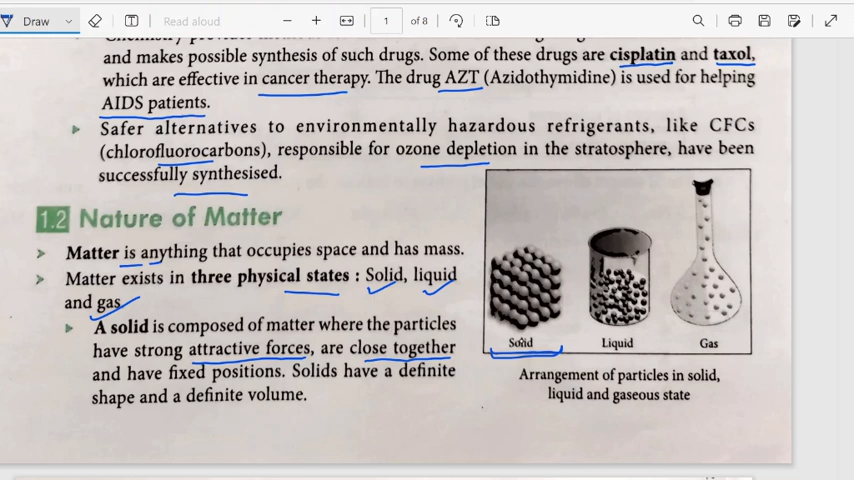 Draw
Read aloud
1 of 8
and makes possible synthesis of such drugs. Some of these drugs are cisplatin and taxol,
which are effective in cancer therapy. The drug AZT (Azidothymidine) is used for helping
AIDS patients.
Safer alternatives to environmentally hazardous refrigerants, like CFCs
(chlorofluorocarbons), responsible for ozone depletion in the stratosphere, have been
successfully synthesised.
1.2 Nature of Matter
Matter is anything that occupies space and has mass.
Matter exists in three physical states : Solid, liquid
and gas
A solid is composed of matter where the particles
have strong attractive forces, are close together
and have fixed positions. Solids have a definite
shape and a definite volume.
Solid Liquid Gas
Arrangement of particles in solid,
liquid and gaseous state